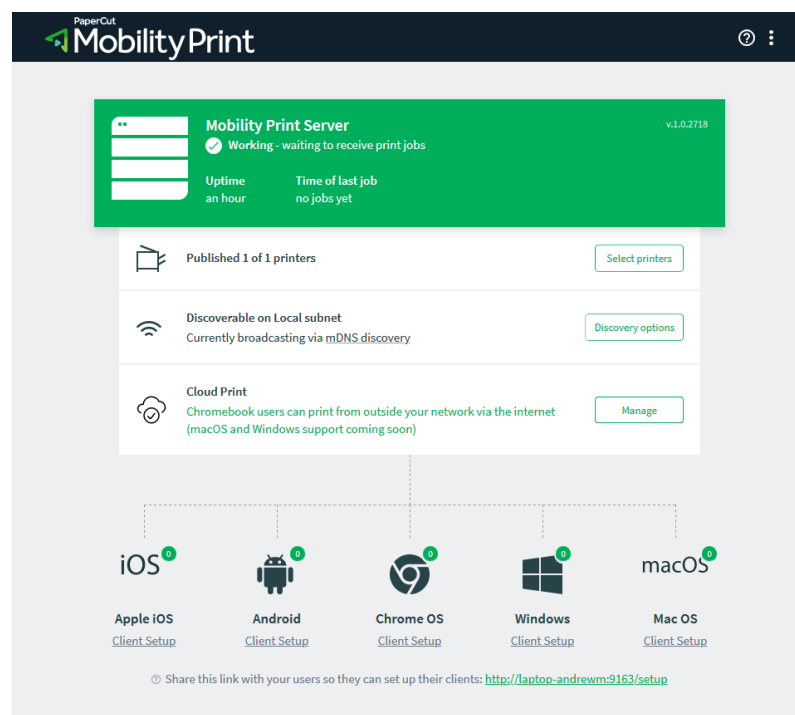 PaperCut
MobilityPrint
Mobility Print Server
v.1.0.2718
Working - waiting to receive print jobs
Uptime
Time of last job
an hour
no jobs yet
Published 1 of 1 printers
Select printers
Discoverable on Local subnet
Currently broadcasting via mDNS discovery
Discovery options
Cloud Print
Chromebook users can print from outside your network via the internet
(macOS and Windows support coming soon)
Manage
iOS 0
0
0
0
macOS 0
Apple iOS
Android
Chrome OS
Windows
Mac OS
Client Setup
Client Setup
Client Setup
Client Setup
Client Setup
Share this link with your users so they can set up their clients: http://laptop-andrewm:9163/setup